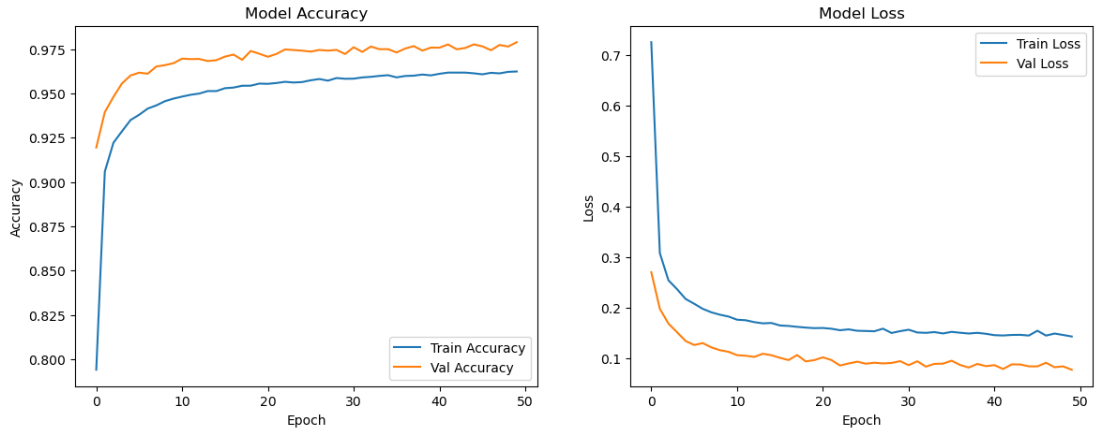 Model Accuracy
Accuracy
0.975
0.950
0.925
0.900
0.875
0.850
0.825
0.800
Train Accuracy
Val Accuracy
0 10 20 30 40 50
Epoch
Model Loss
Loss
0.7
0.6
0.5
0.4
0.3
0.2
0.1
Train Loss
Val Loss
0 10 20 30 40 50
Epoch